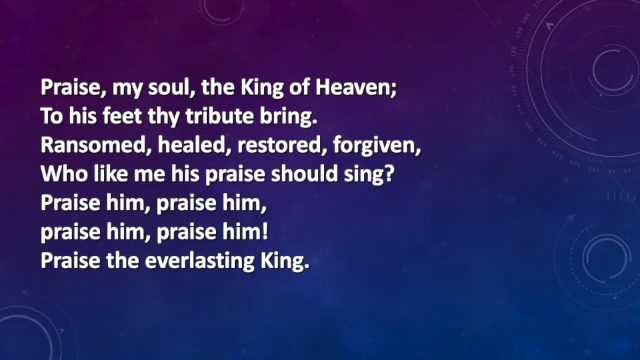 Praise, my soul, the King of Heaven;
To his feet thy tribute bring.
Ransomed, healed, restored, forgiven,
Who like me his praise should sing?
Praise him, praise him,
praise him, praise him!
Praise the everlasting King.